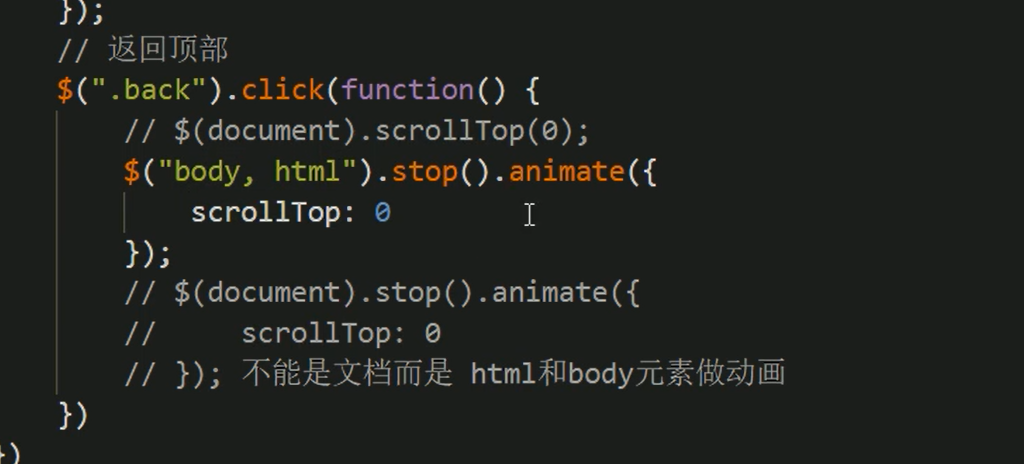 });
// 返回顶部
$(".back").click(function() {
// $(document).scrollTop(0);
$("body, html").stop().animate({
scrollTop: 0
});
// $(document).stop().animate({
//     scrollTop: 0
// }); 不能是文档而是 html和body元素做动画
})
})